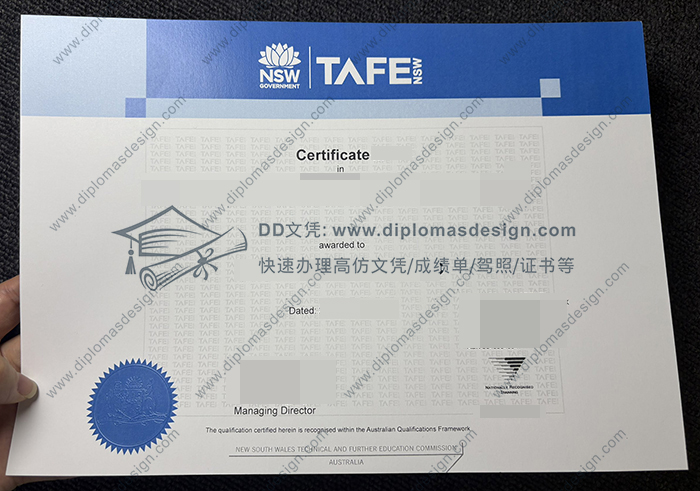 NSW
GOVERNMENT
TAFE
NSW
Certificate
in
DD文凭: www.diplomasdesign.com
awarded to
快速办理高仿文凭/成绩单/驾照/证书等
Dated:
NATIONALLY RECOGNISED
TRAINING
Managing Director
The qualification certified herein is recognised within the Australian Qualifications Framework
NEW SOUTH WALES TECHNICAL AND FURTHER EDUCATION COMMISSION
AUSTRALIA
www.diplomasdesign.com